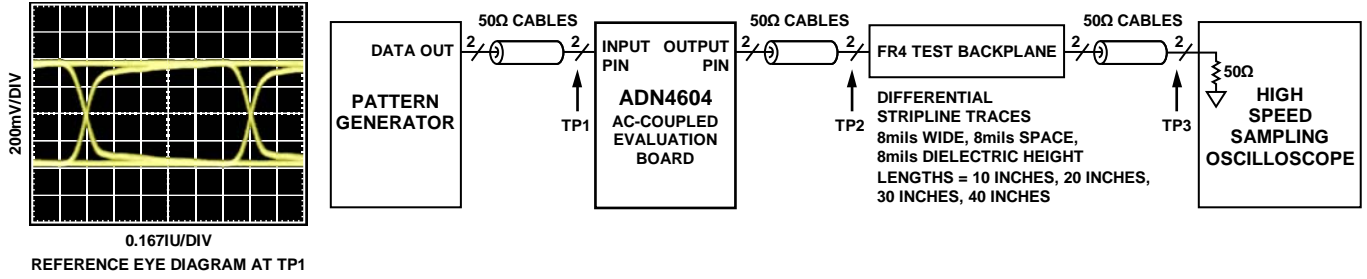 200mV/DIV
0.167IU/DIV
REFERENCE EYE DIAGRAM AT TP1
DATA OUT
PATTERN
GENERATOR
50Ω CABLES
2
2
TP1
INPUT OUTPUT
PIN PIN
ADN4604
AC-COUPLED
EVALUATION
BOARD
50Ω CABLES
2
2
TP2
FR4 TEST BACKPLANE
DIFFERENTIAL
STRIPLINE TRACES
8mils WIDE, 8mils SPACE,
8mils DIELECTRIC HEIGHT
LENGTHS = 10 INCHES, 20 INCHES,
30 INCHES, 40 INCHES
50Ω CABLES
2
2
TP3
50Ω
HIGH
SPEED
SAMPLING
OSCILLOSCOPE